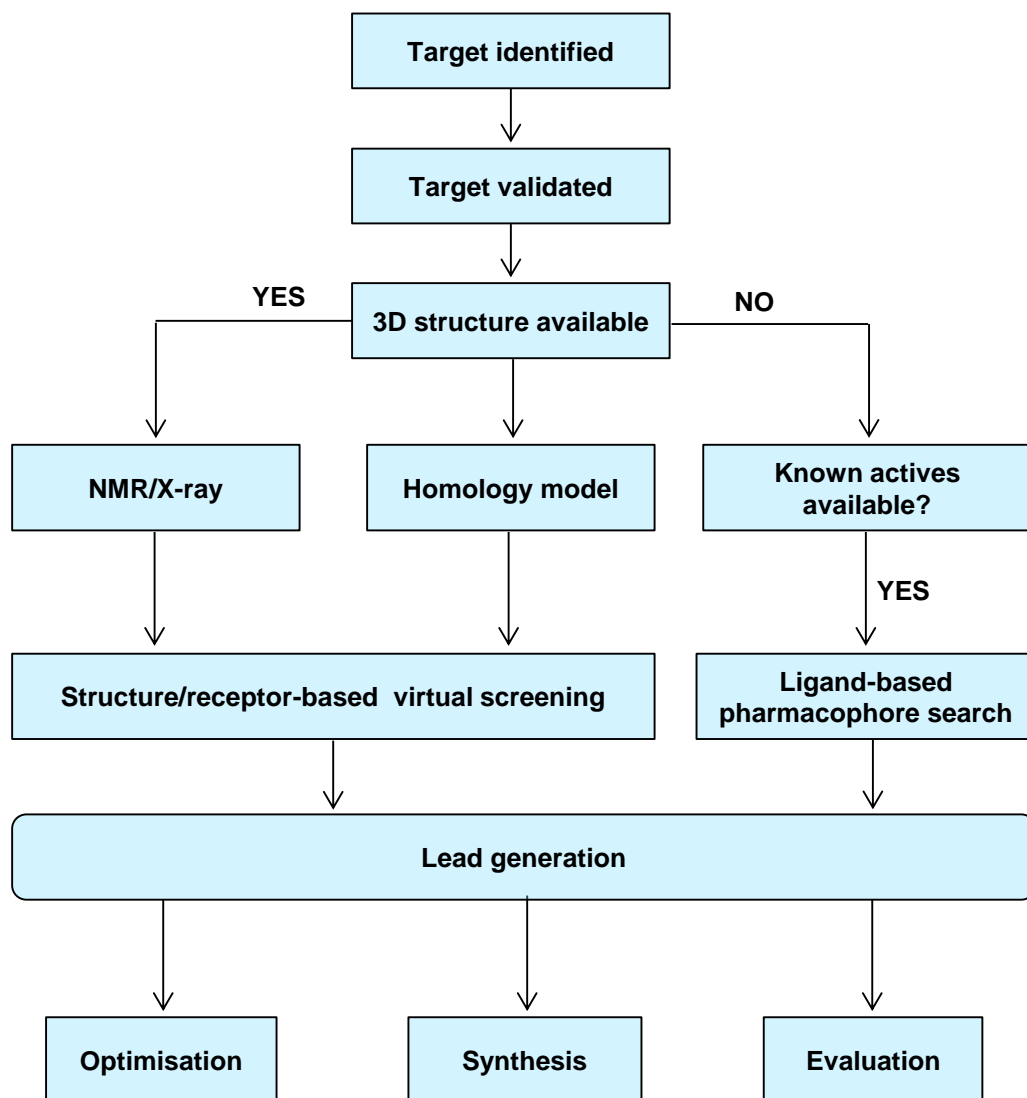 Target identified
Target validated
YES
3D structure available
NO
NMR/X-ray
Homology model
Known actives
available?
YES
Structure/receptor-based virtual screening
Ligand-based
pharmacophore search
Lead generation
Optimisation
Synthesis
Evaluation